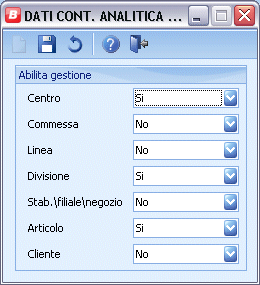 B DATI CONT. ANALITICA ...
Abilita gestione
Centro Si
Commessa No
Linea No
Divisione Si
Stab.\filiale\negozio No
Articolo Si
Cliente No